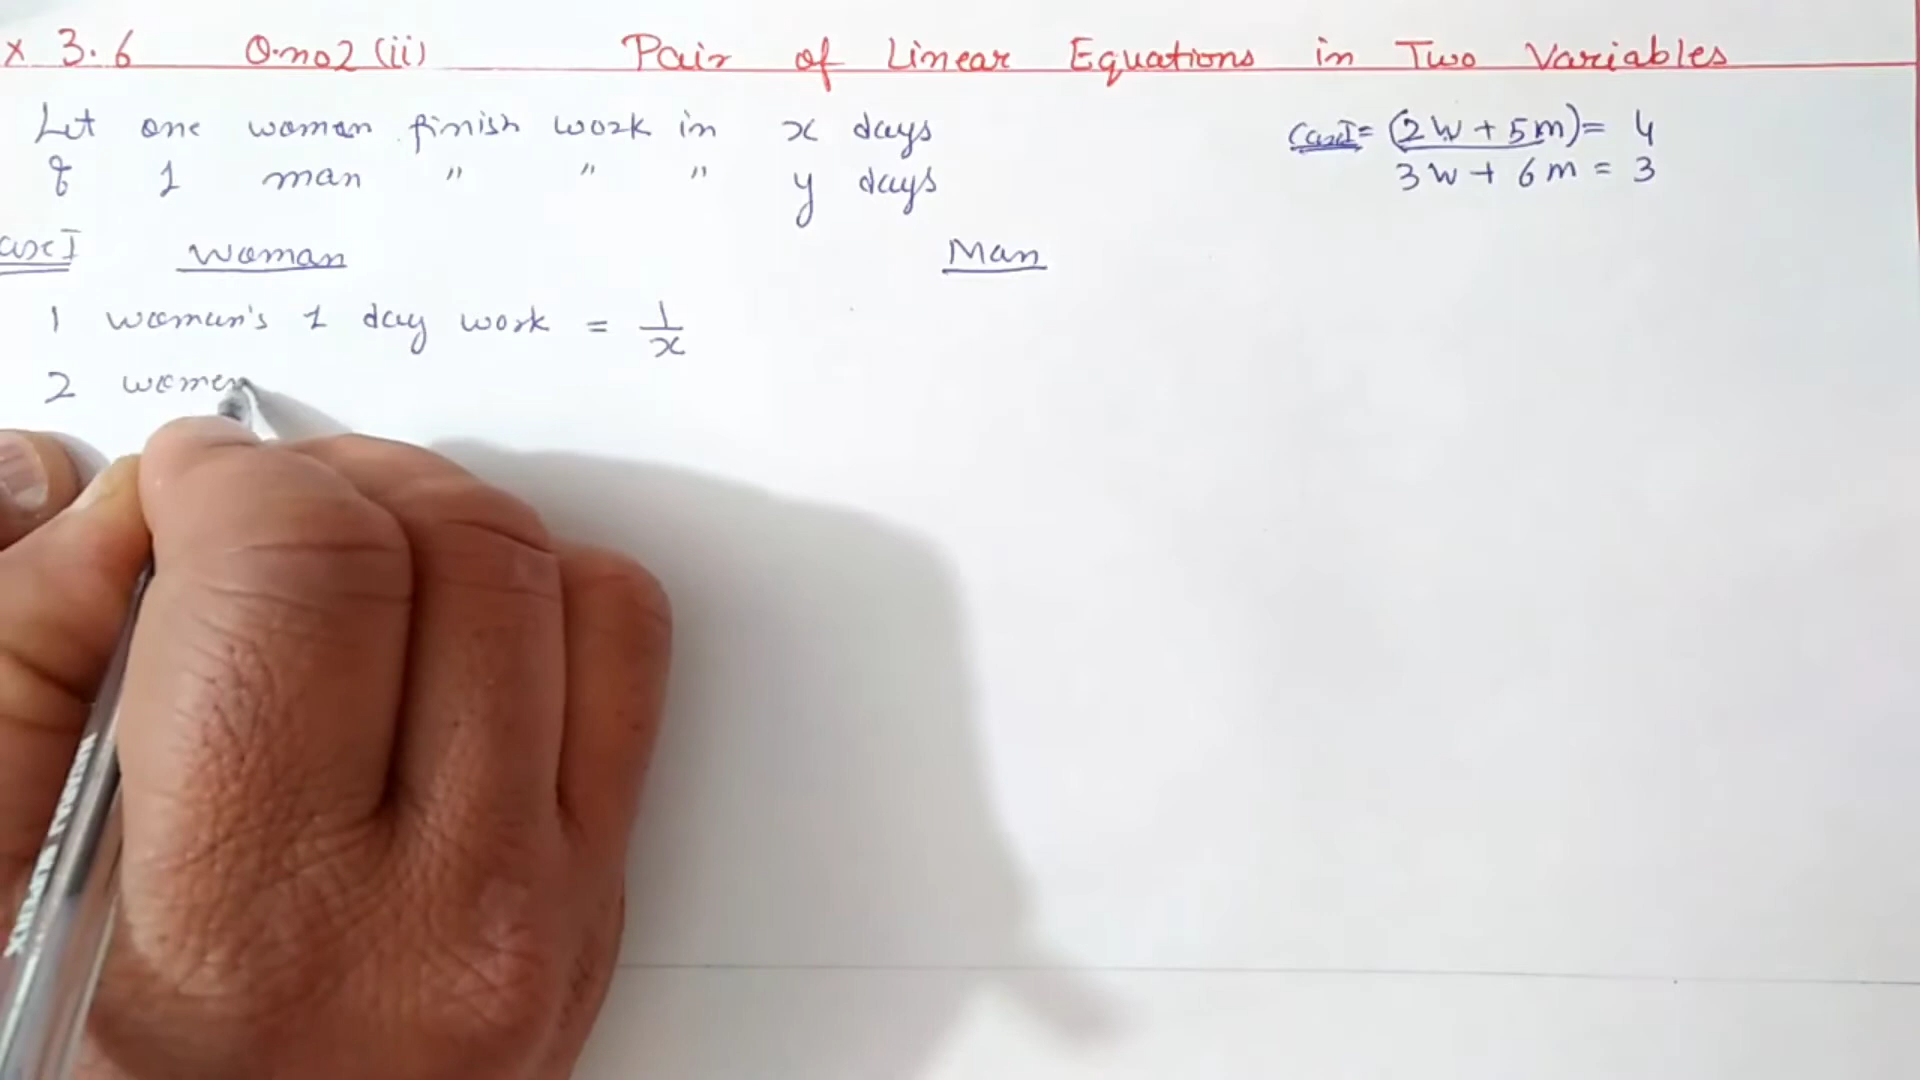 x 3.6 Q.no2 (ii) Pair of Linear Equations in Two Variables
Let one woman finish work in x days
& 1 man " " " y days
Case I = (2w + 5m) = 4
3w + 6m = 3
ase I Woman Man
1 woman's 1 day work = 1/x
2 women